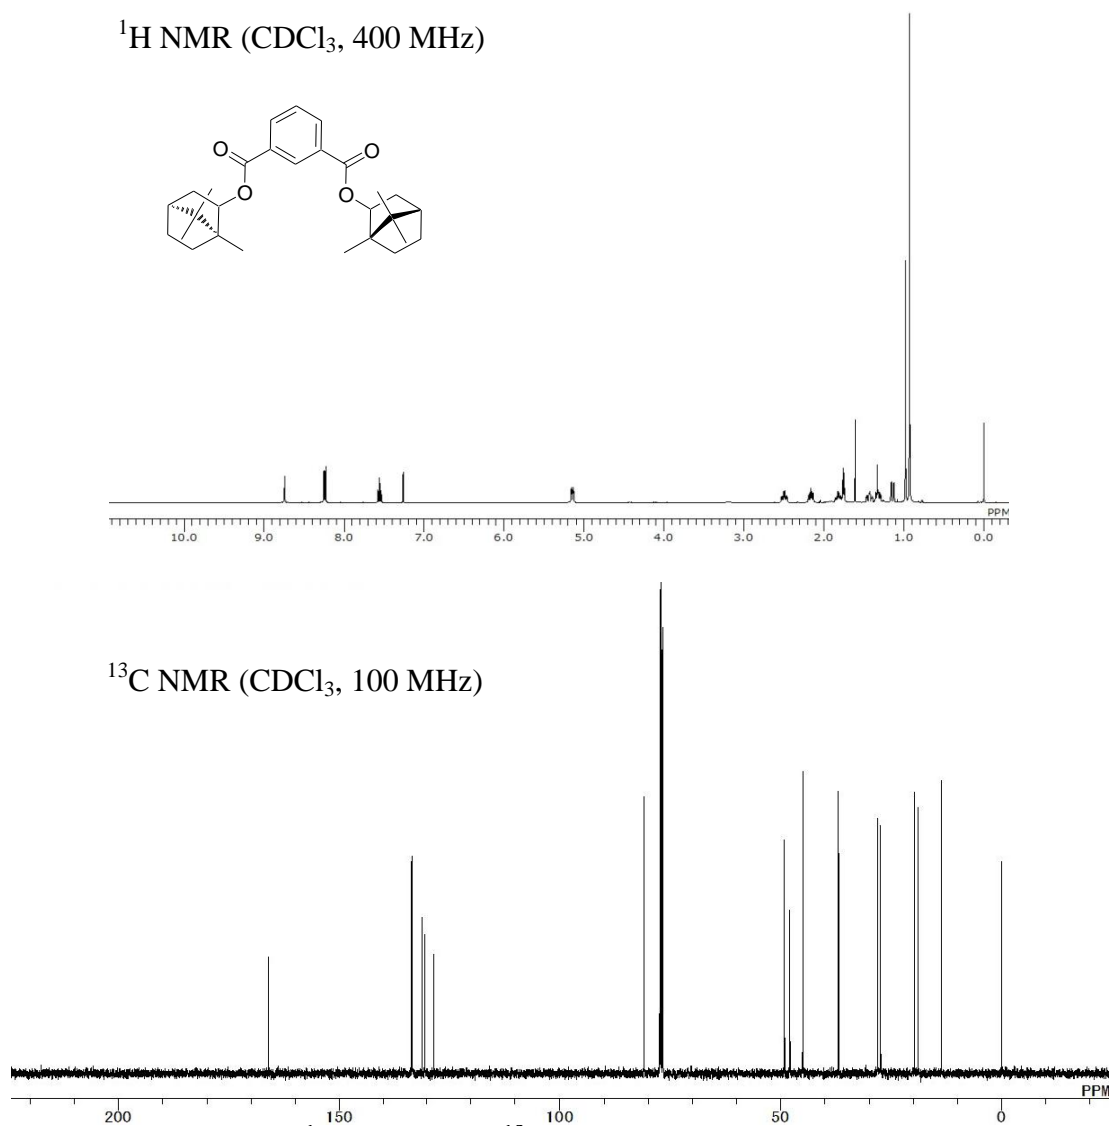 ¹H NMR (CDCl₃, 400 MHz)
O O
O O
PPM
10.0 9.0 8.0 7.0 6.0 5.0 4.0 3.0 2.0 1.0 0.0
¹³C NMR (CDCl₃, 100 MHz)
PPM
200 150 100 50 0